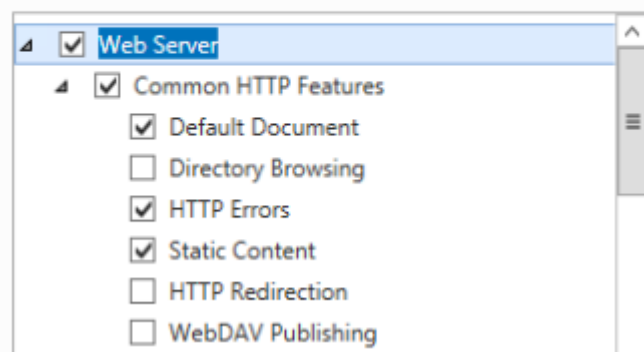 Web Server
Common HTTP Features
Default Document
Directory Browsing
HTTP Errors
Static Content
HTTP Redirection
WebDAV Publishing